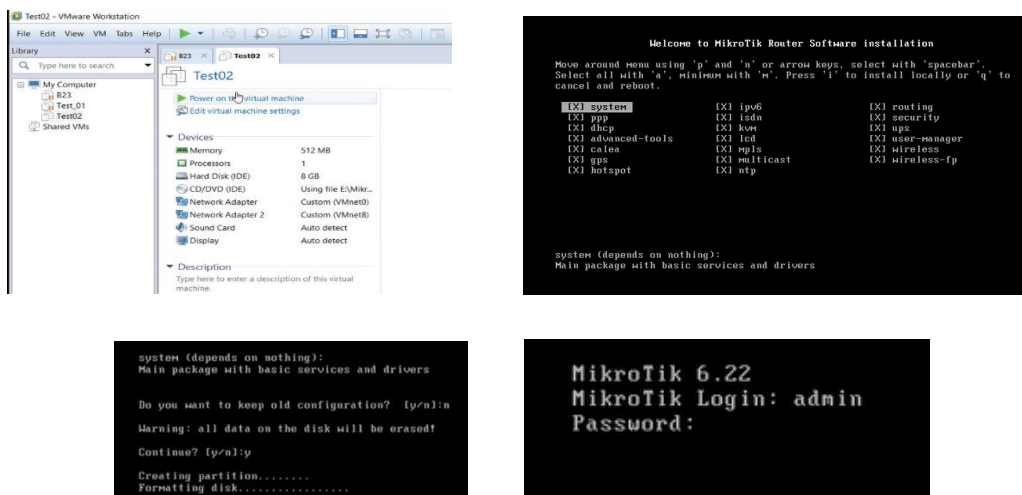 Test02 - VMware Workstation
File Edit View VM Tabs Help
Library
Type here to search
My Computer
B23
Test_01
Test02
Shared VMs
B23
Test02
Test02
Power on this virtual machine
Edit virtual machine settings
Devices
Memory 512 MB
Processors 1
Hard Disk (IDE) 8 GB
CD/DVD (IDE) Using file E:\Mikr...
Network Adapter Custom (VMnet0)
Network Adapter 2 Custom (VMnet8)
Sound Card Auto detect
Display Auto detect
Description
Type here to enter a description of this virtual
machine.
Welcome to MikroTik Router Software installation
Move around menu using 'p' and 'n' or arrow keys, select with 'spacebar'.
Select all with 'a', minimum with 'm'. Press 'i' to install locally or 'q' to
cancel and reboot.
[X] system [X] ipv6 [X] routing
[X] ppp [X] isdn [X] security
[X] dhcp [X] kvm [X] ups
[X] advanced-tools [X] lcd [X] user-manager
[X] calea [X] mpls [X] wireless
[X] gps [X] multicast [X] wireless-fp
[X] hotspot [X] ntp
system (depends on nothing):
Main package with basic services and drivers
system (depends on nothing):
Main package with basic services and drivers
Do you want to keep old configuration? [y/n]:n
Warning: all data on the disk will be erased!
Continue? [y/n]:y
Creating partition........
Formatting disk.................
MikroTik 6.22
MikroTik Login: admin
Password: